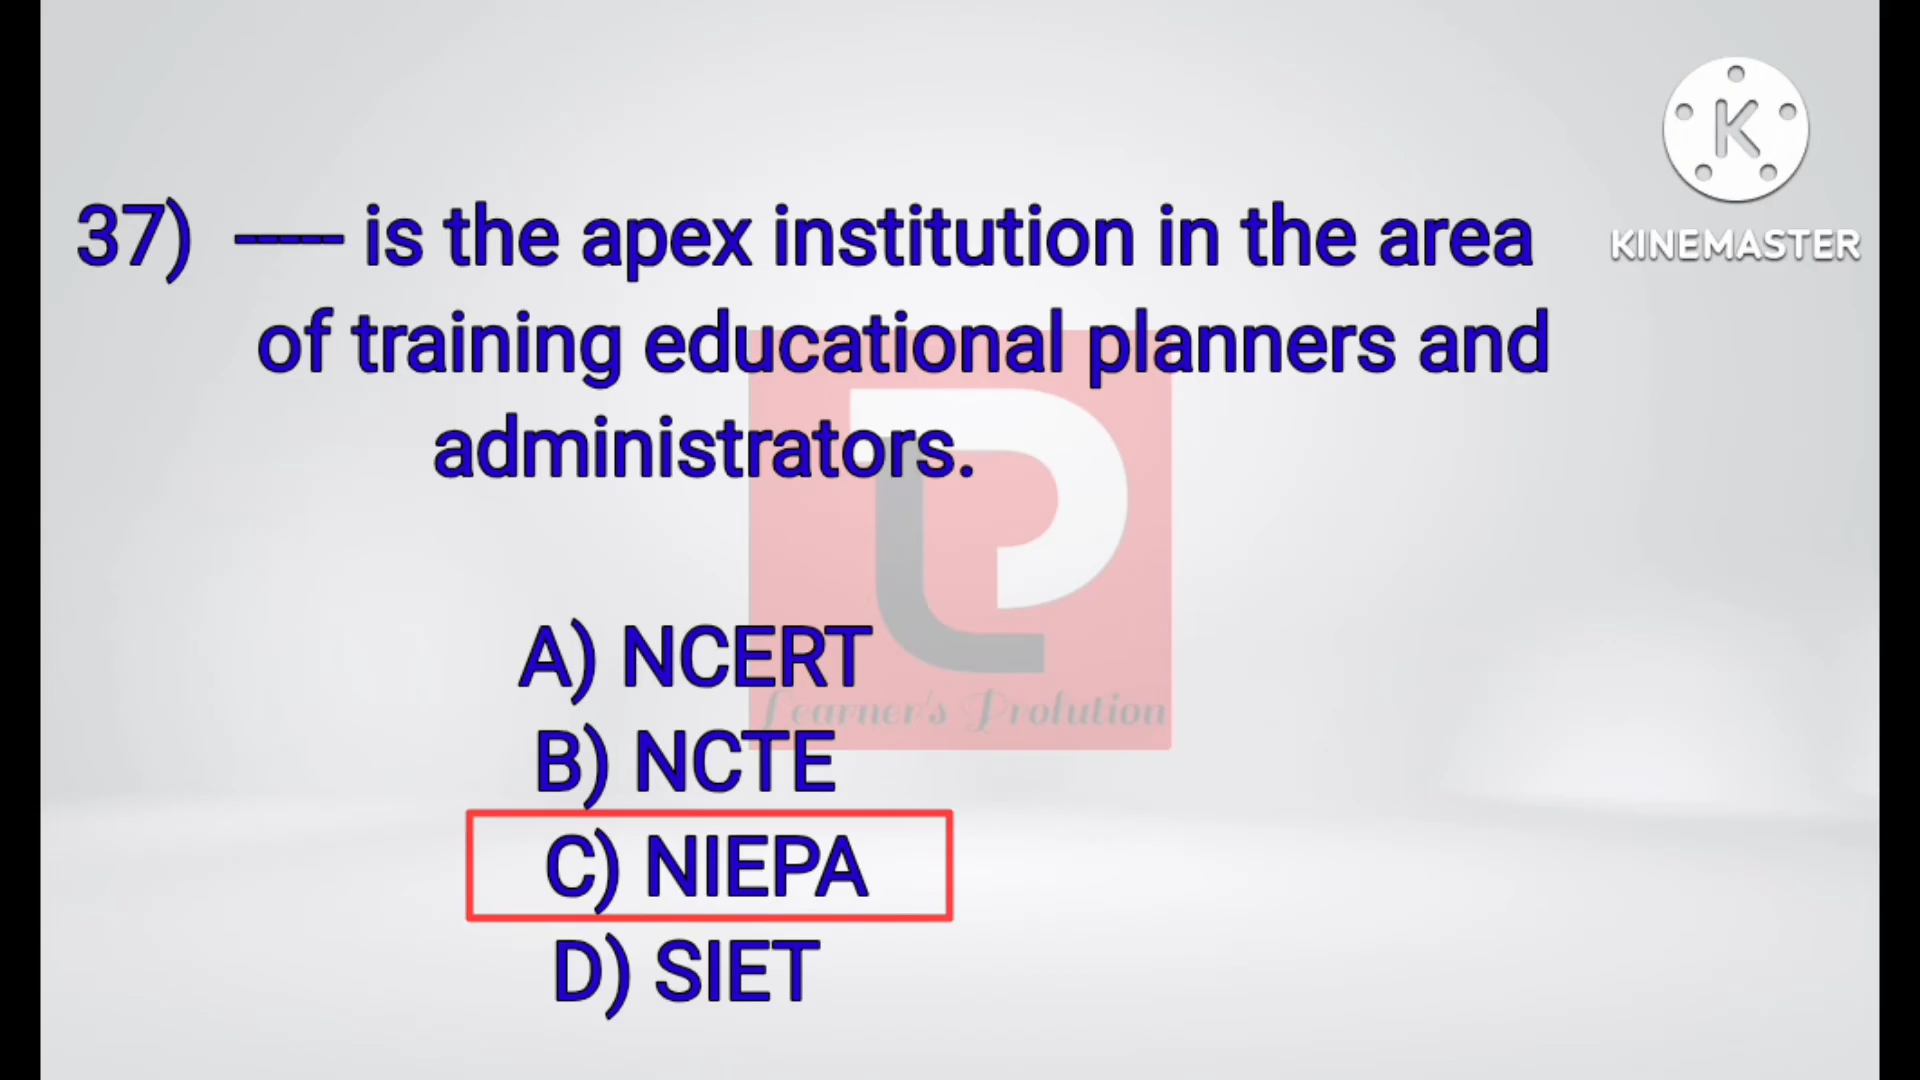 K
KINEMASTER
37) ---- is the apex institution in the area
of training educational planners and
administrators.
A) NCERT
Learner's Prolution
B) NCTE
C) NIEPA
D) SIET